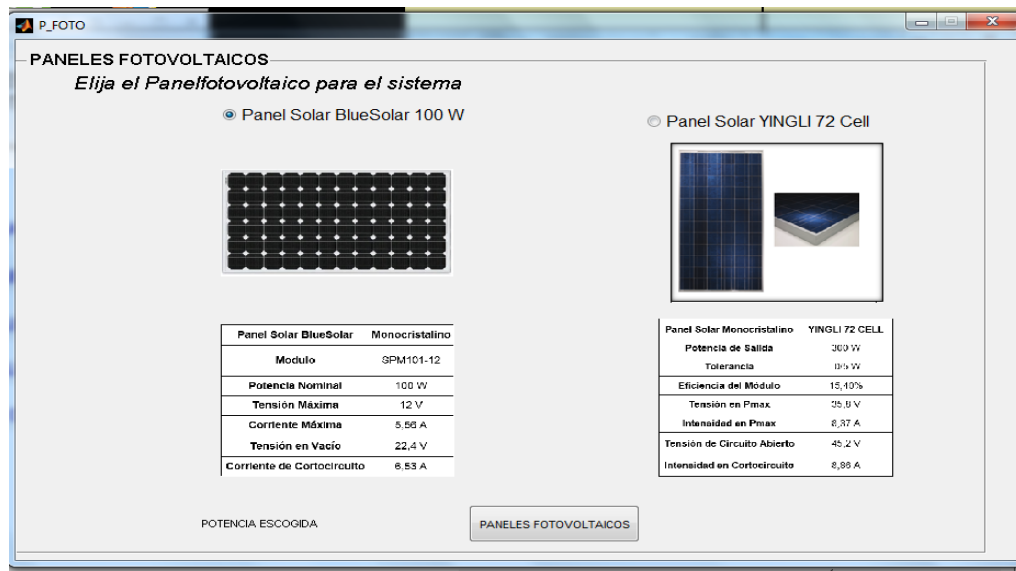 P_FOTO
PANELES FOTOVOLTAICOS
Elija el Panelfotovoltaico para el sistema
Panel Solar BlueSolar 100 W
Panel Solar YINGLI 72 Cell
Panel Solar BlueSolar Monocristalino
Modulo SPM101-12
Potencia Nominal 100 W
Tensión Máxima 12 V
Corriente Máxima 5,56 A
Tensión en Vacío 22,4 V
Corriente de Cortocircuito 6,53 A
Panel Solar Monocristalino YINGLI 72 CELL
Potencia de Salida 300 W
Tolerancia 0/5 W
Eficiencia del Módulo 15,40%
Tensión en Pmax 35,8 V
Intensidad en Pmax 8,37 A
Tensión de Circuito Abierto 45,2 V
Intensidad en Cortocircuito 8,86 A
POTENCIA ESCOGIDA
PANELES FOTOVOLTAICOS